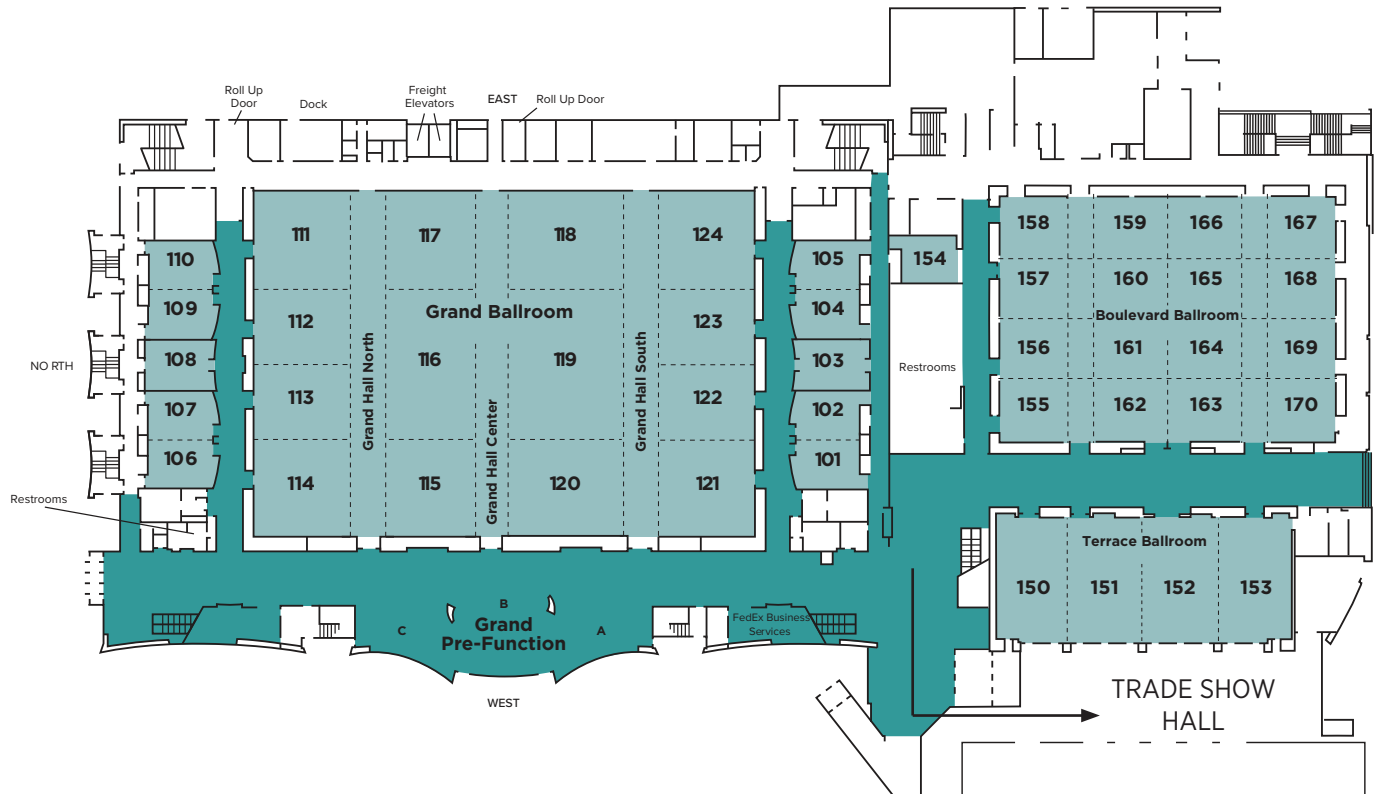 Roll Up
Door
Dock
Freight
Elevators
EAST
Roll Up Door
111
117
118
124
110
109
108
107
106
112
113
114
Grand Hall North
Grand Ballroom
116
115
Grand Hall Center
119
120
Grand Hall South
123
122
121
105
104
103
102
101
NO RTH
Restrooms
154
Restrooms
158
159
166
167
157
160
165
168
Boulevard Ballroom
156
161
164
169
155
162
163
170
Terrace Ballroom
150
151
152
153
B
C
Grand
Pre-Function
A
FedEx Business
Services
WEST
TRADE SHOW
HALL